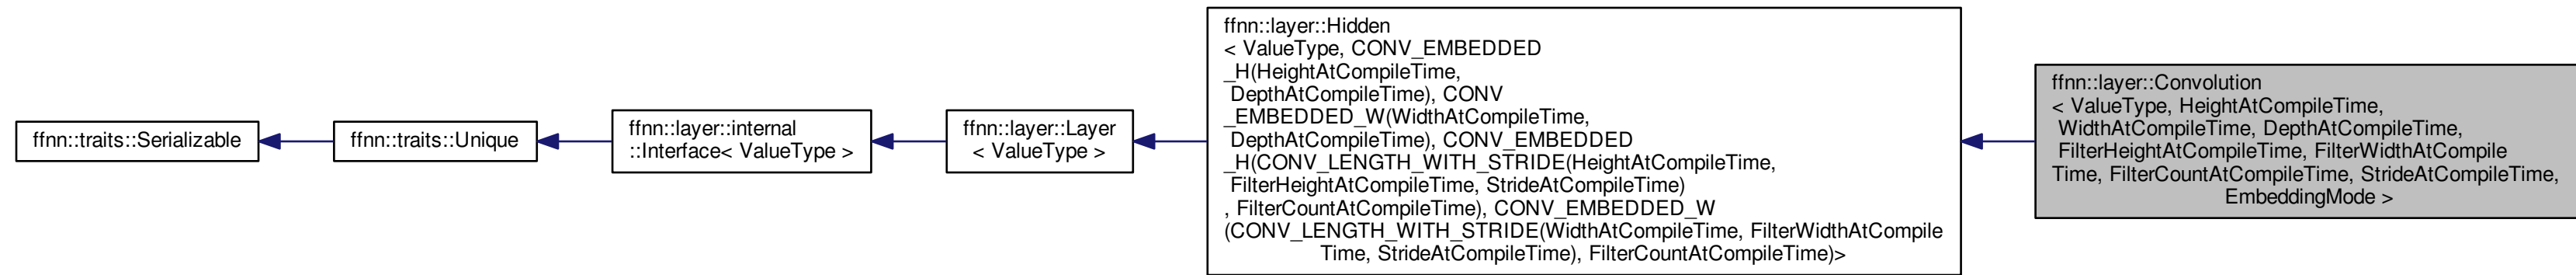 ffnn::traits::Serializable
ffnn::traits::Unique
ffnn::layer::internal
::Interface< ValueType >
ffnn::layer::Layer
< ValueType >
ffnn::layer::Hidden
< ValueType, CONV_EMBEDDED
_H(HeightAtCompileTime,
DepthAtCompileTime), CONV
_EMBEDDED_W(WidthAtCompileTime,
DepthAtCompileTime), CONV_EMBEDDED
_H(CONV_LENGTH_WITH_STRIDE(HeightAtCompileTime,
FilterHeightAtCompileTime, StrideAtCompileTime)
, FilterCountAtCompileTime), CONV_EMBEDDED_W
(CONV_LENGTH_WITH_STRIDE(WidthAtCompileTime, FilterWidthAtCompile
Time, StrideAtCompileTime), FilterCountAtCompileTime)>
ffnn::layer::Convolution
< ValueType, HeightAtCompileTime,
WidthAtCompileTime, DepthAtCompileTime,
FilterHeightAtCompileTime, FilterWidthAtCompile
Time, FilterCountAtCompileTime, StrideAtCompileTime,
EmbeddingMode >